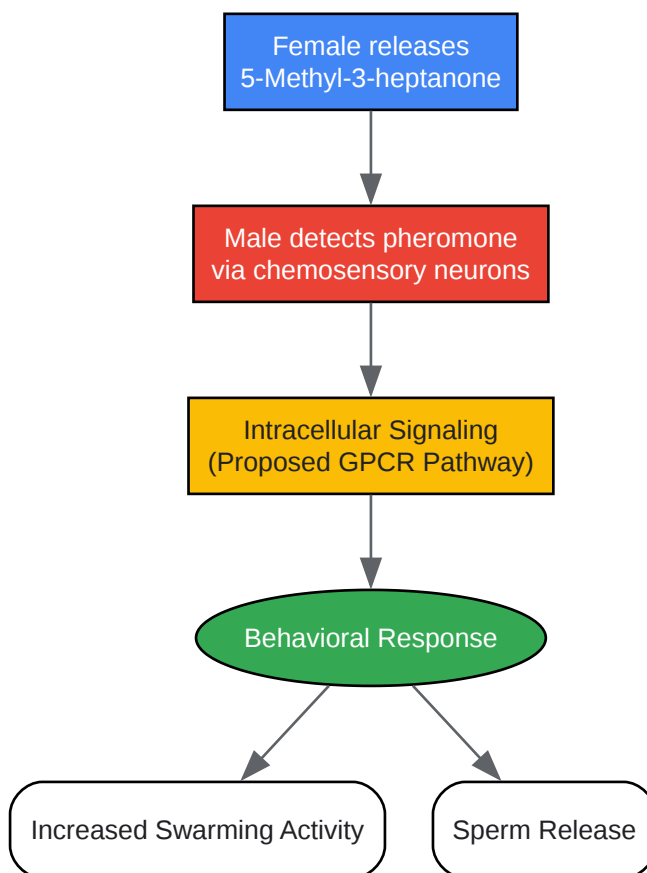 Female releases
5-Methyl-3-heptanone
Male detects pheromone
via chemosensory neurons
Intracellular Signaling
(Proposed GPCR Pathway)
Behavioral Response
Increased Swarming Activity
Sperm Release